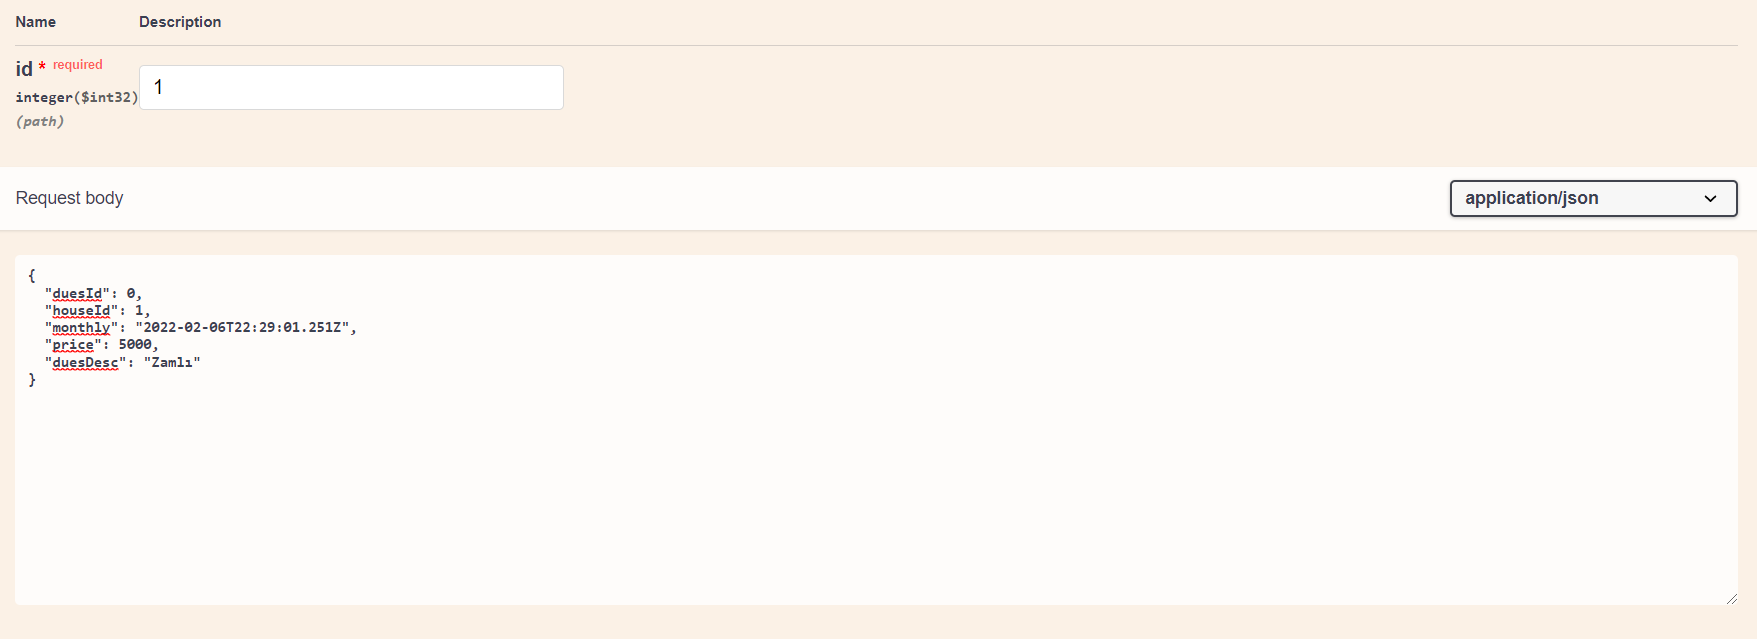 Name Description
id * required
integer($int32)
(path)
1
Request body
application/json
{
  "duesId": 0,
  "houseId": 1,
  "monthly": "2022-02-06T22:29:01.251Z",
  "price": 5000,
  "duesDesc": "Zamlı"
}